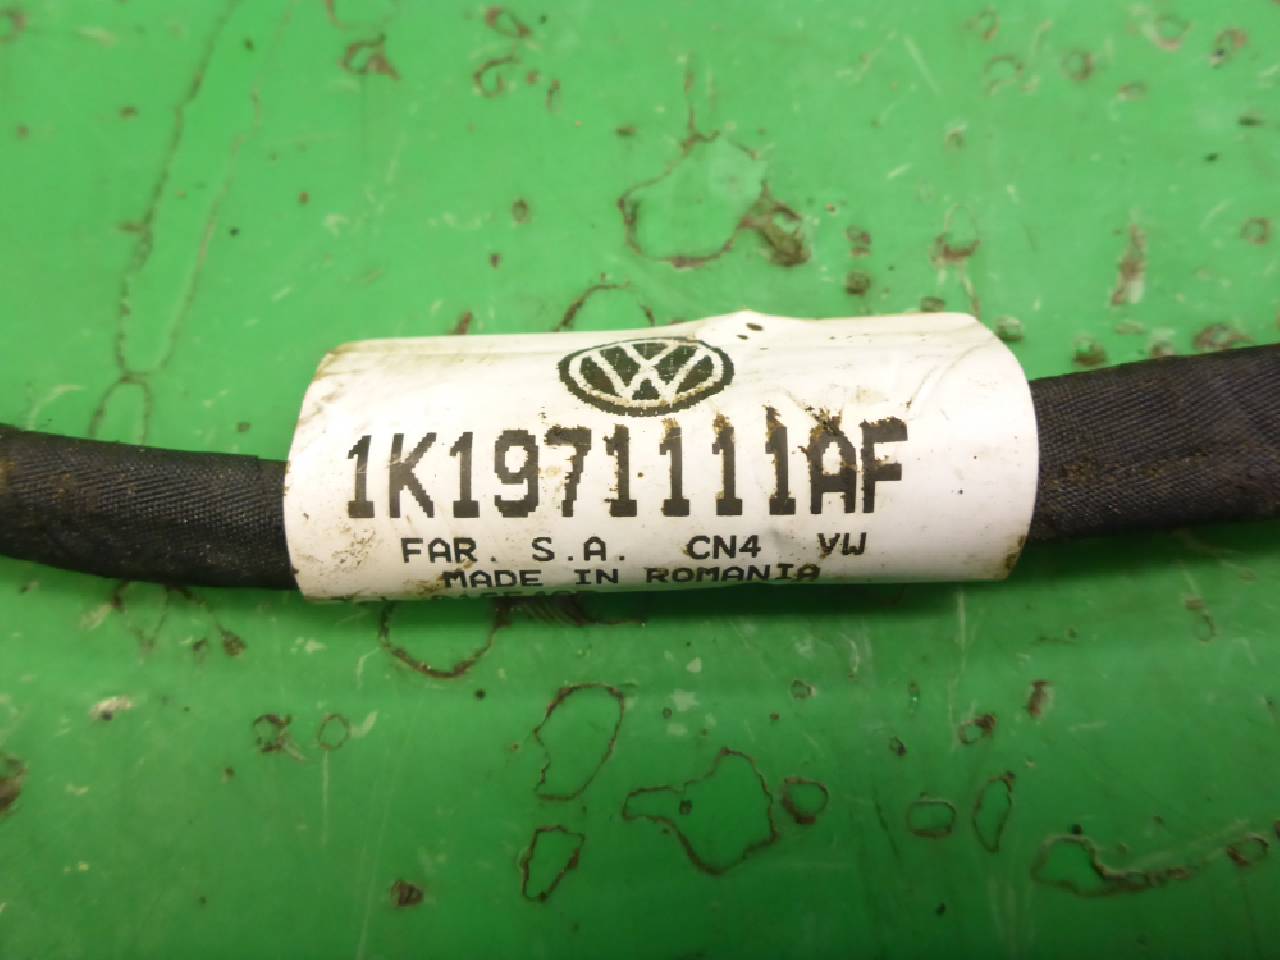 1K1971111AF
FAR. S.A. CN4 VW
MADE IN ROMANIA